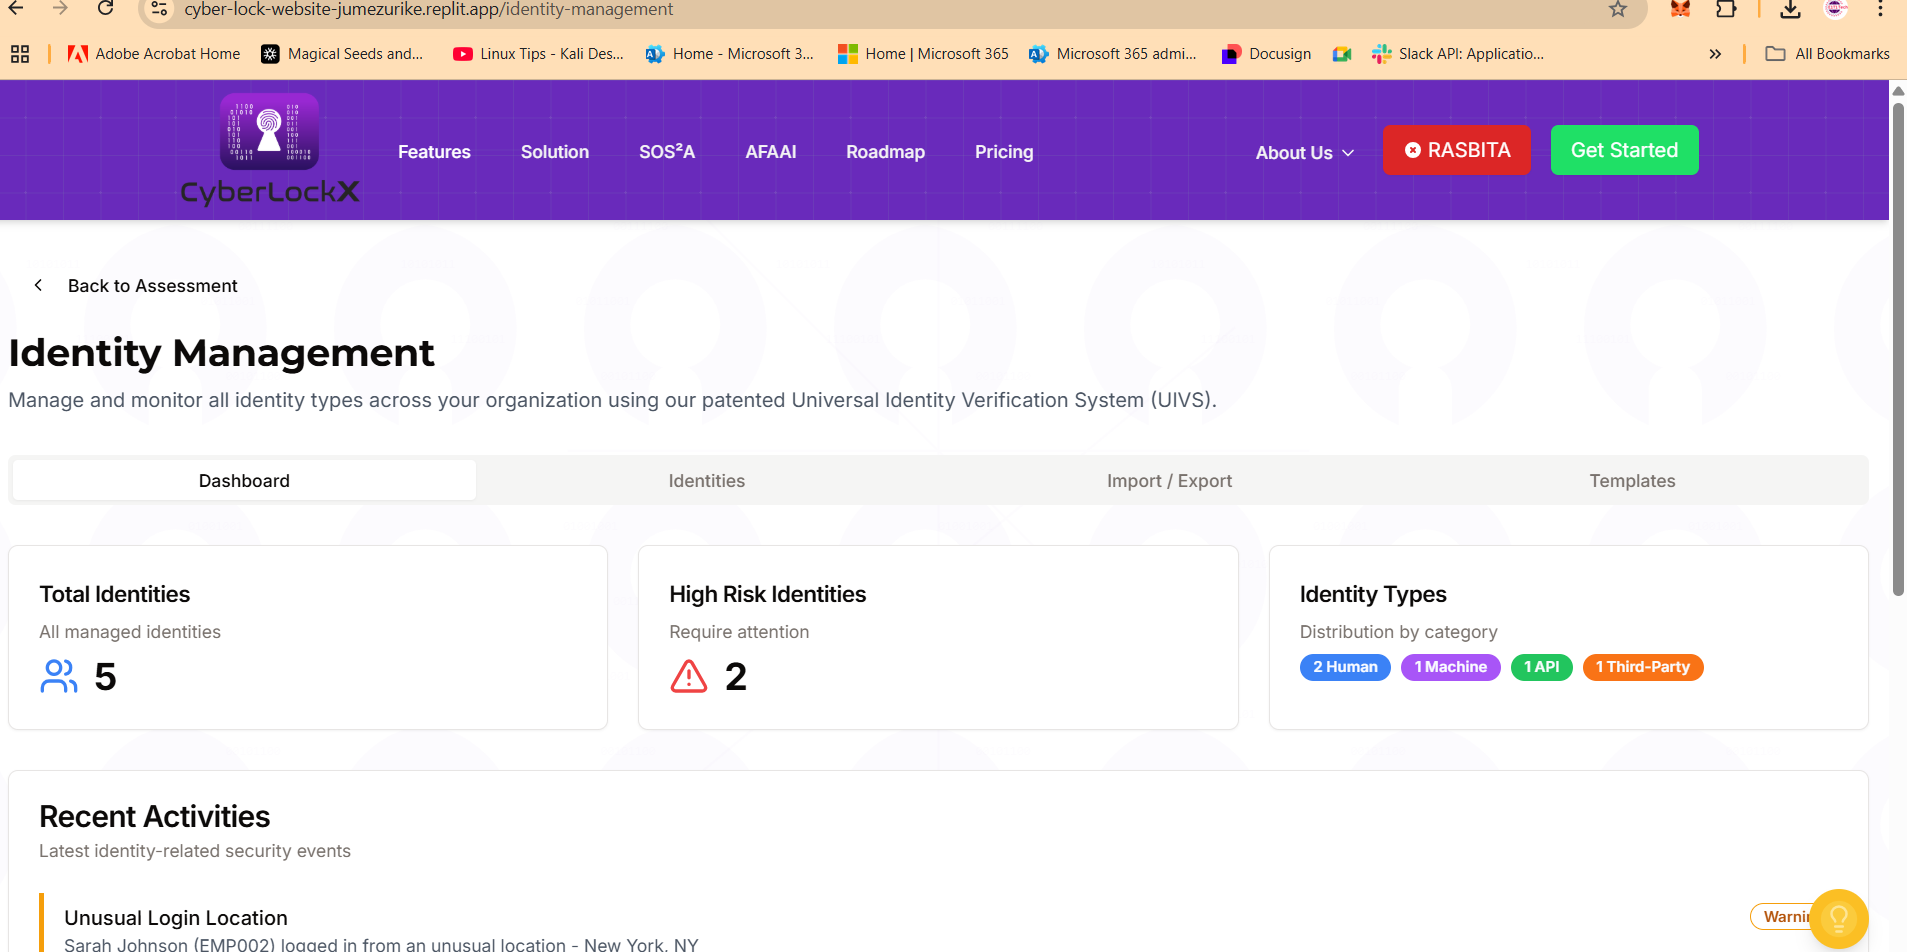 cyber-lock-website-jumezurike.replit.app/identity-management
Adobe Acrobat Home
Magical Seeds and...
Linux Tips - Kali Des...
Home - Microsoft 3...
Home | Microsoft 365
Microsoft 365 admi...
Docusign
Slack API: Applicatio...
»
All Bookmarks
CyberLockX
Features
Solution
SOS²A
AFAAI
Roadmap
Pricing
About Us
RASBITA
Get Started
Back to Assessment
Identity Management
Manage and monitor all identity types across your organization using our patented Universal Identity Verification System (UIVS).
Dashboard
Identities
Import / Export
Templates
Total Identities
All managed identities
5
High Risk Identities
Require attention
2
Identity Types
Distribution by category
2 Human
1 Machine
1 API
1 Third-Party
Recent Activities
Latest identity-related security events
Unusual Login Location
Warnin
Sarah Johnson (EMP002) logged in from an unusual location - New York, NY